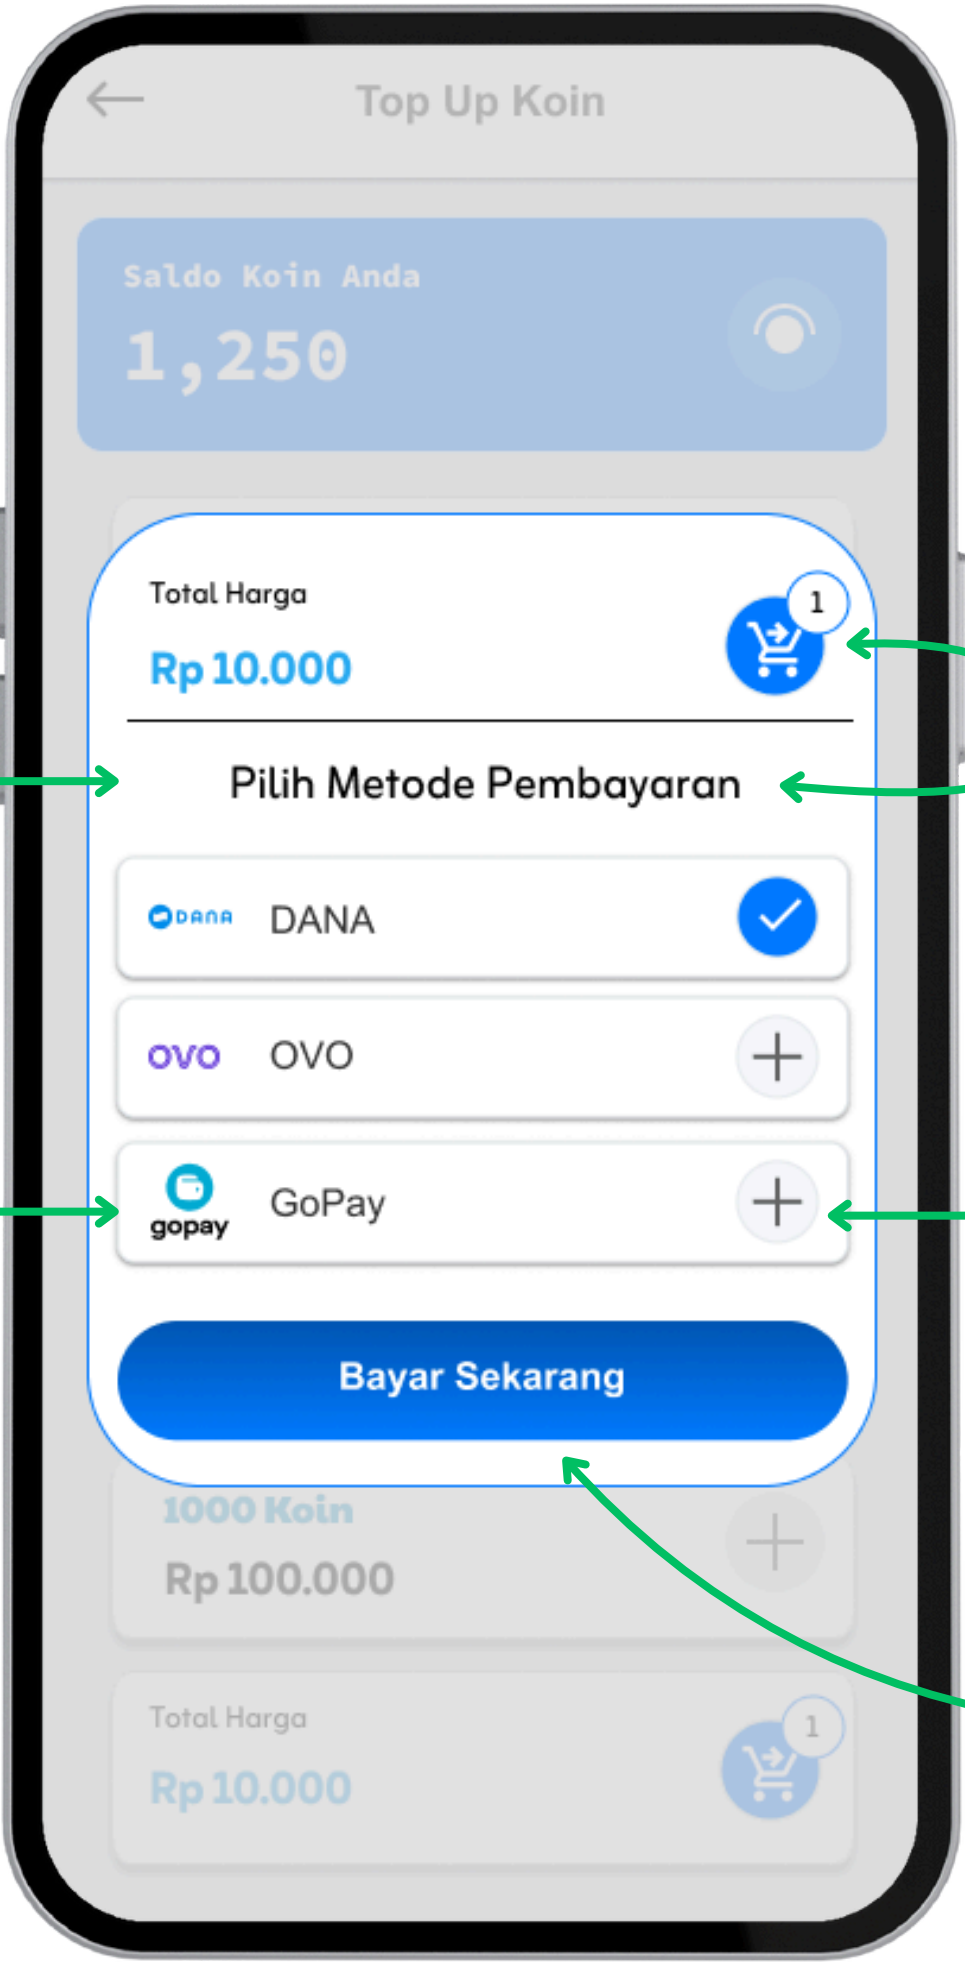 Top Up Koin
Saldo Koin Anda
1,250
Total Harga
1
Rp 10.000
Pilih Metode Pembayaran
DANA DANA
OVO OVO
gopay GoPay
Bayar Sekarang
1000 Koin
Rp 100.000
Total Harga
1
Rp 10.000